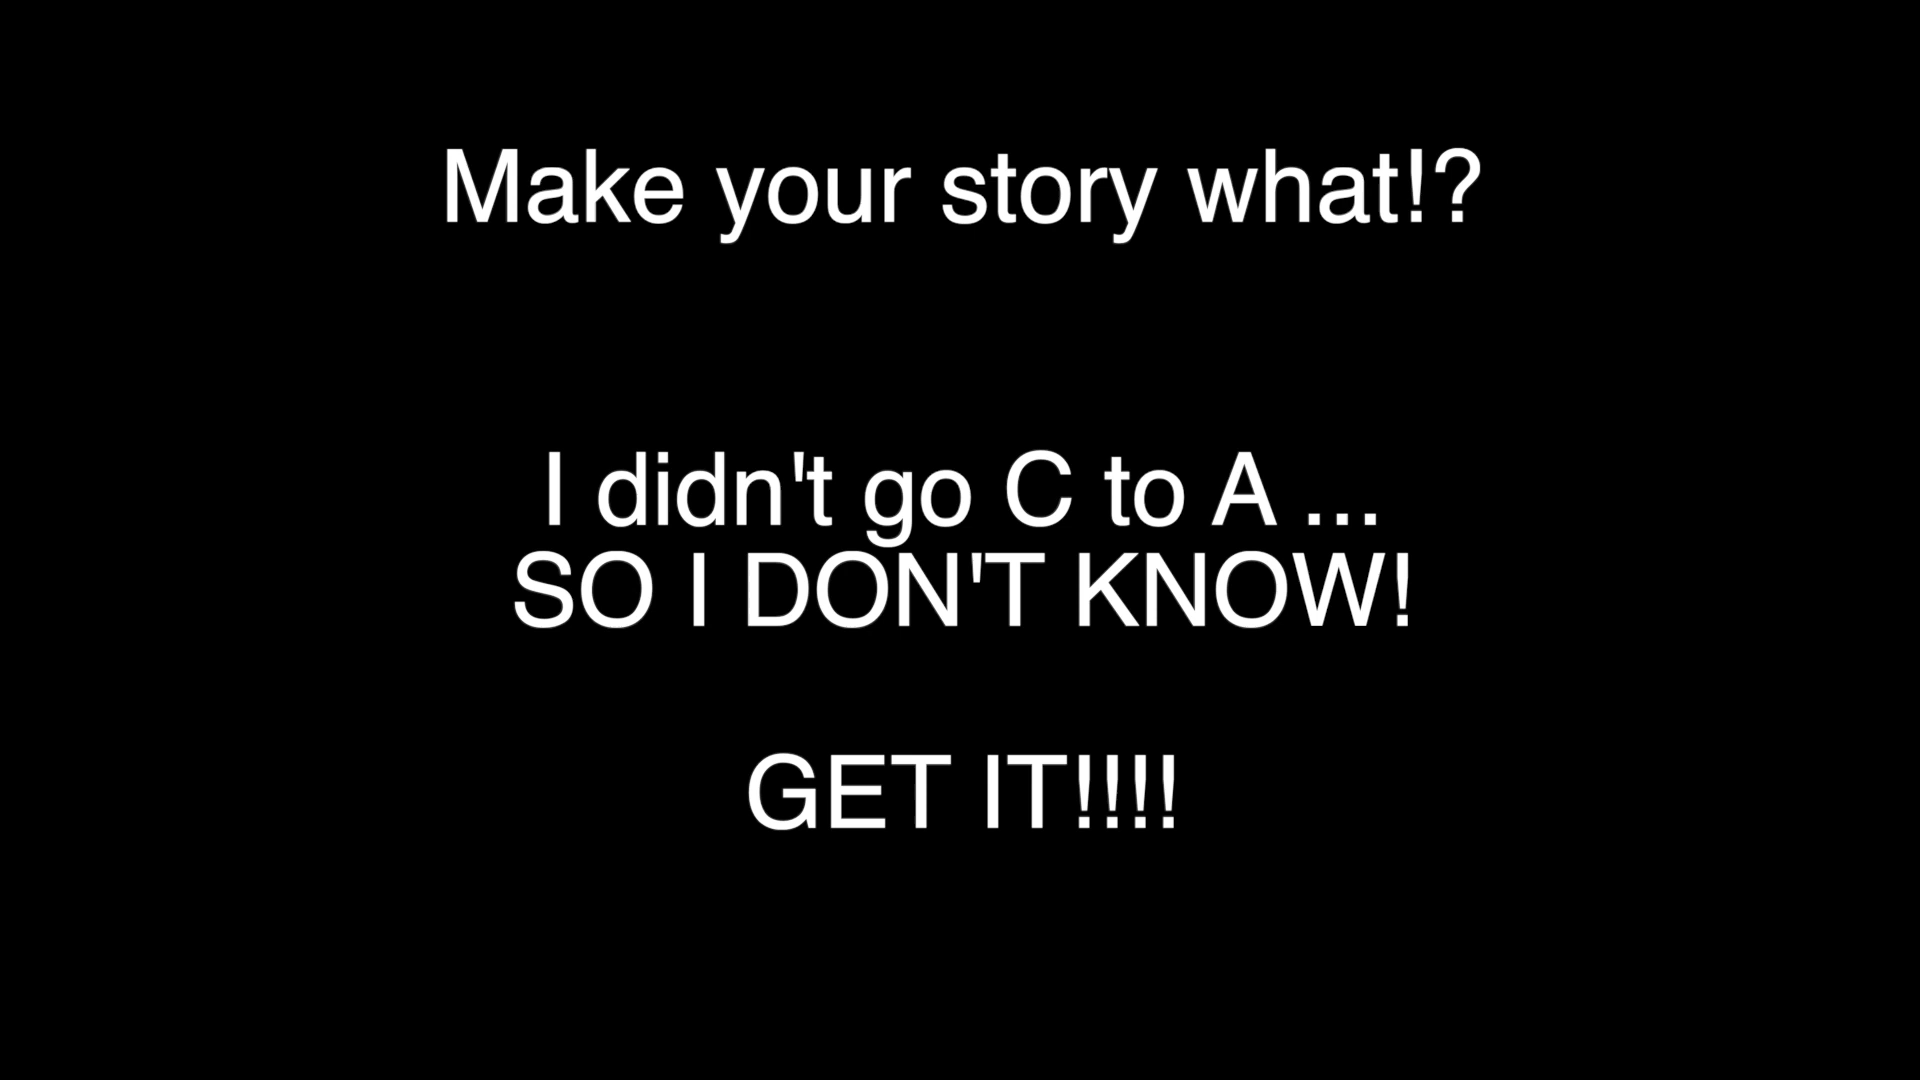 Make your story what!?
I didn't go C to A ...
SO I DON'T KNOW!
GET IT!!!!